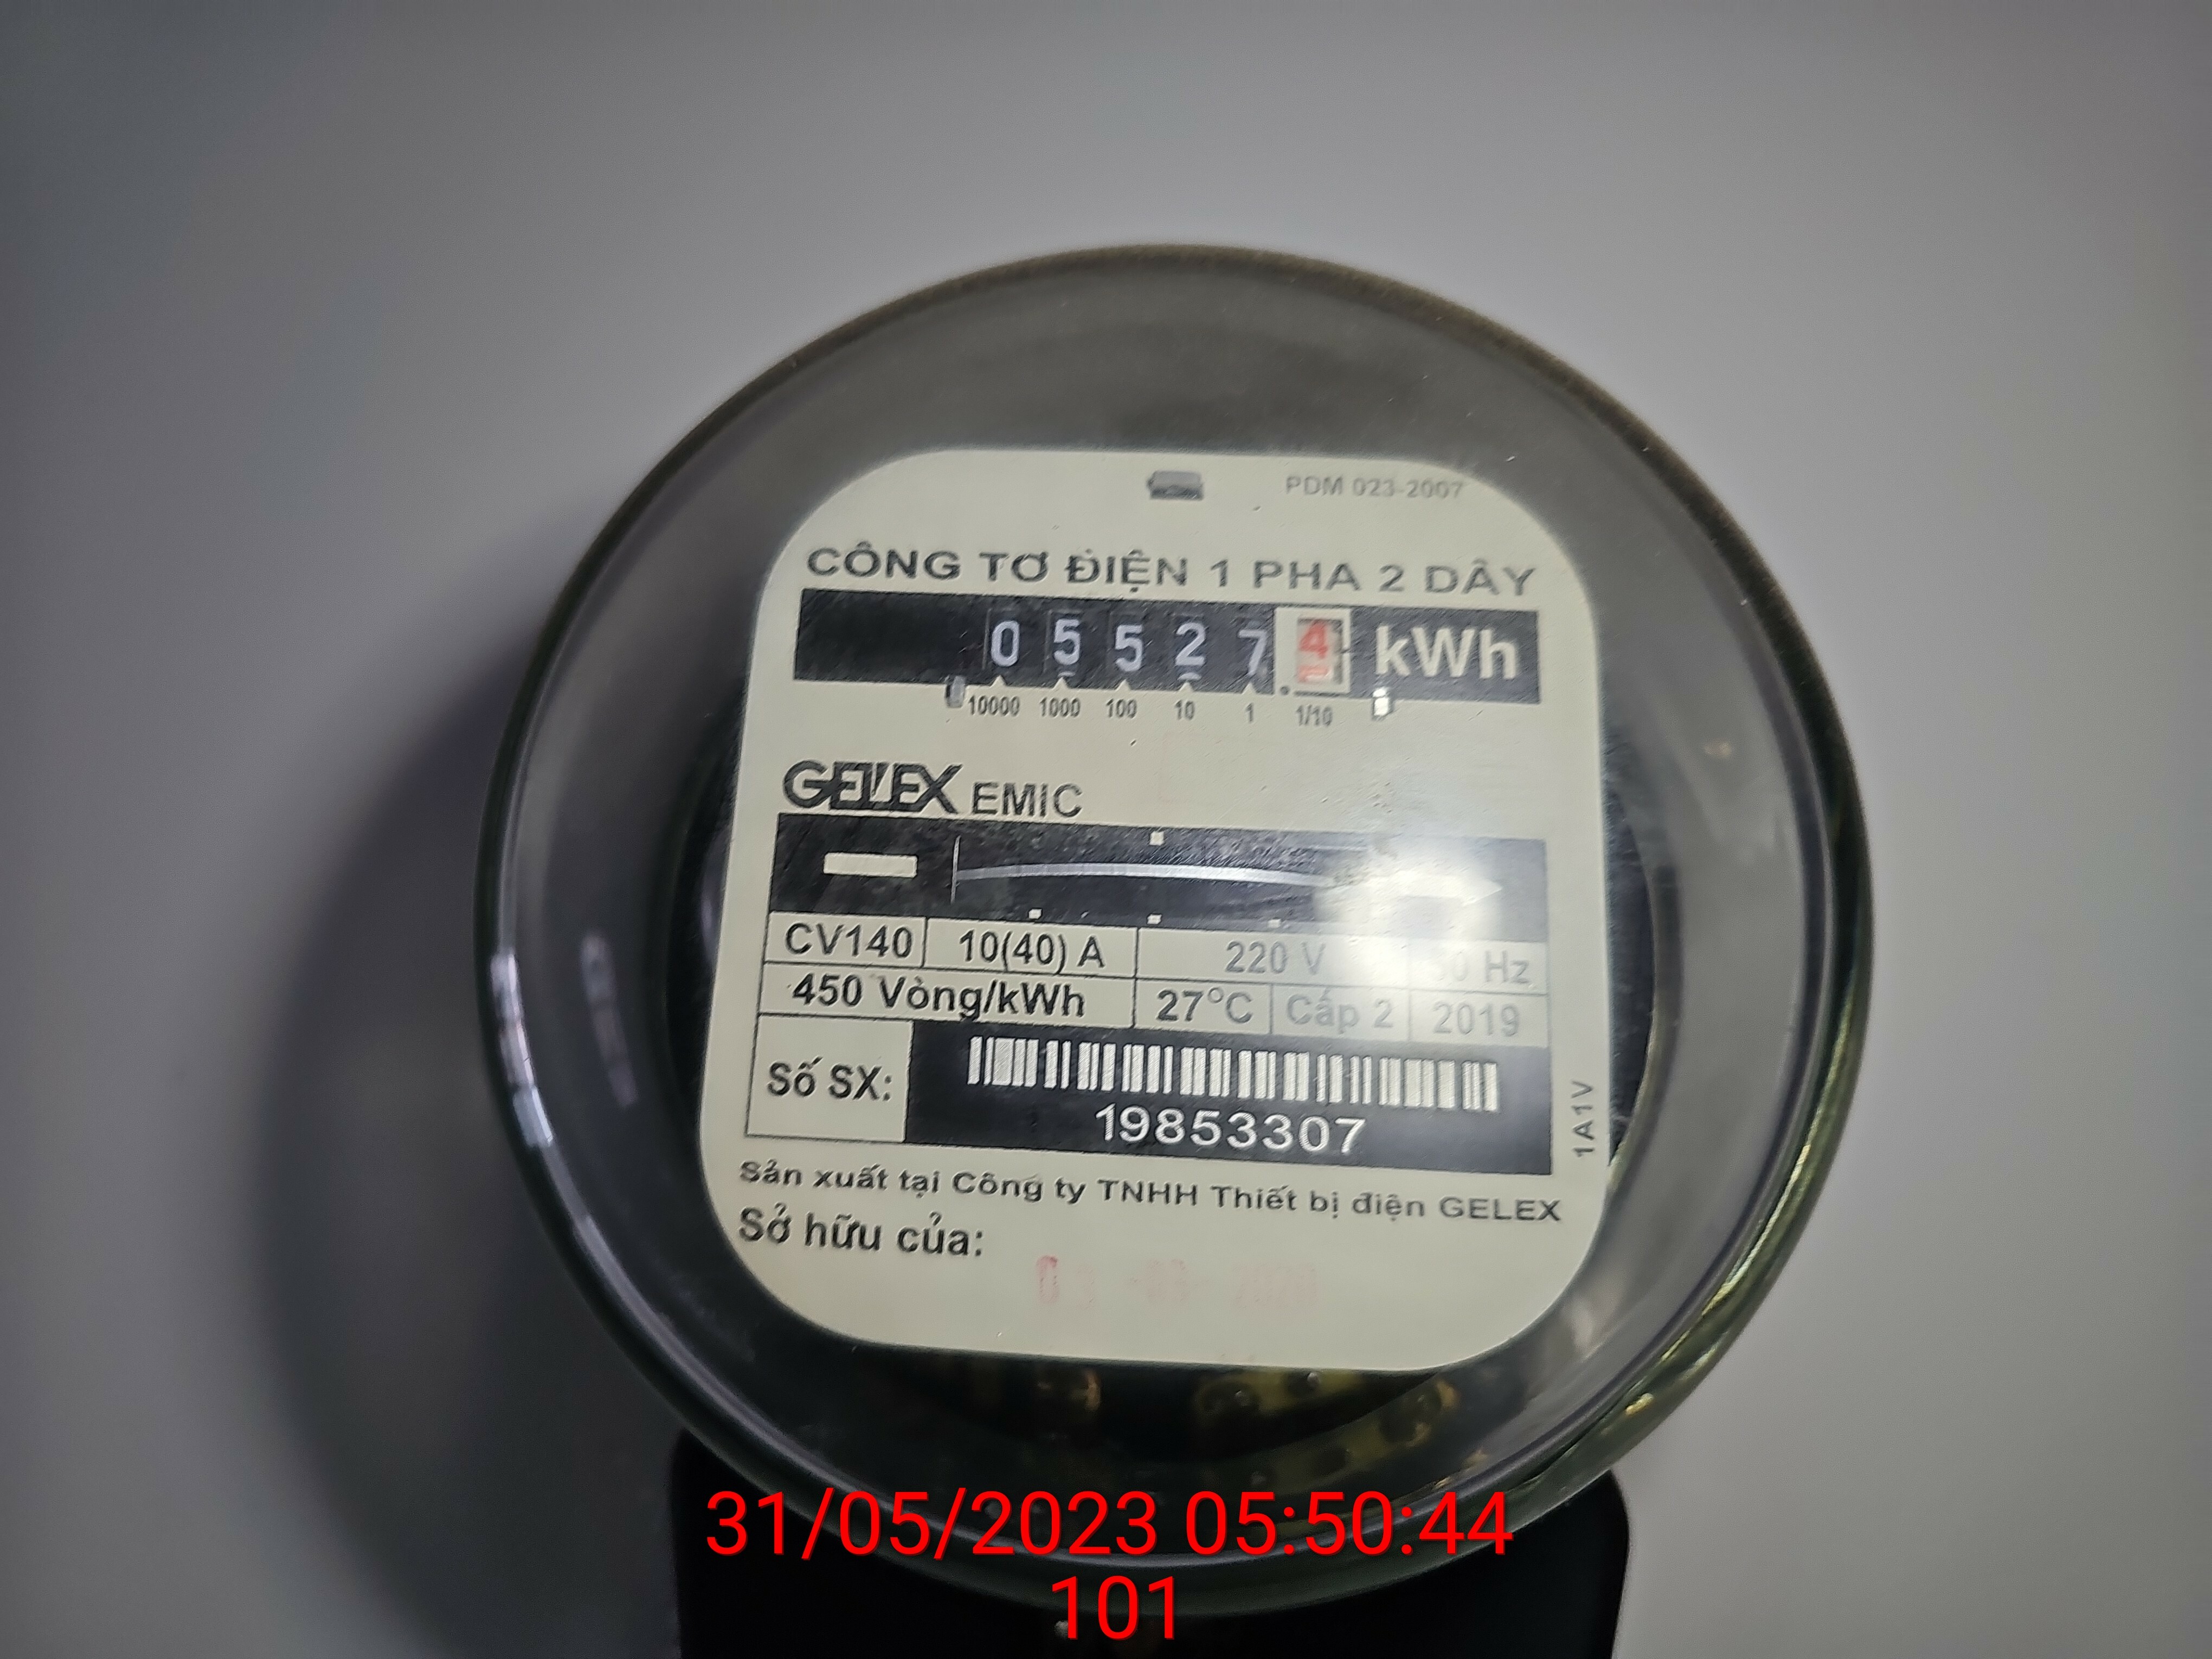 PDM 023-2007
CÔNG TƠ ĐIỆN 1 PHA 2 DÂY
0 5 5 2 7 4 kWh
10000 1000 100 10 1 1/10
GELEX EMIC
CV140 10(40) A 220 V 50 Hz
450 Vòng/kWh 27°C Cấp 2 2019
Số SX:
19853307
1A1V
Sản xuất tại Công ty TNHH Thiết bị điện GELEX
Sở hữu của:
31/05/2023 05:50:44
101